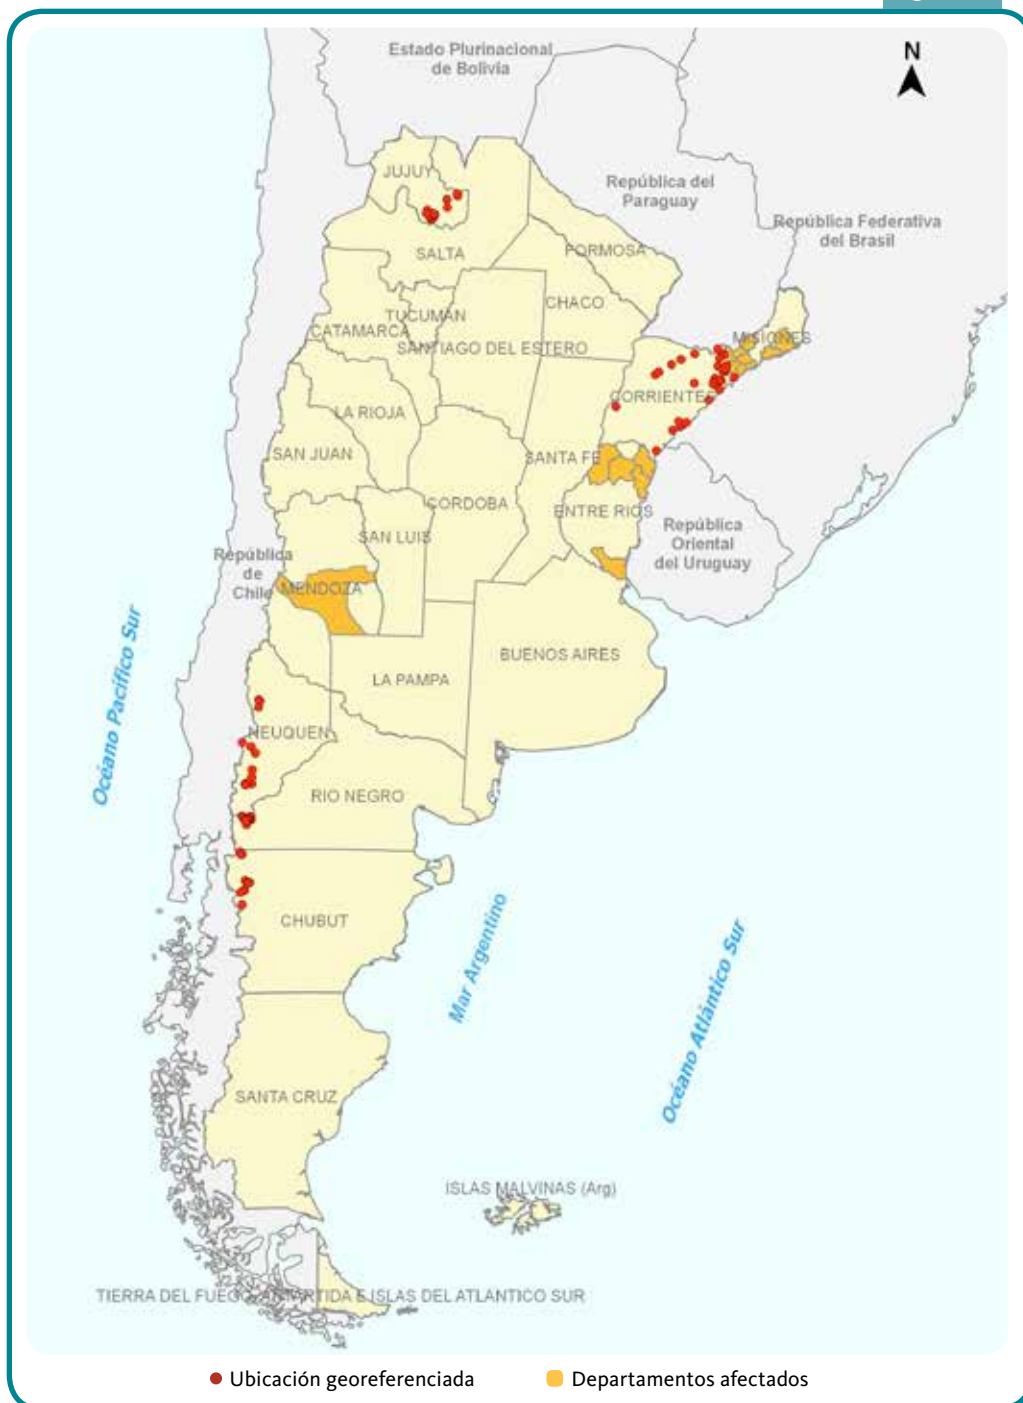 Estado Plurinacional
de Bolivia
N
JUJUY
República del
Paraguay
República Federativa
del Brasil
SALTA
FORMOSA
CHACO
TUCUMAN
CATAMARCA
SANTIAGO DEL ESTERO
MISIONES
LA RIOJA
CORRIENTES
SAN JUAN
SANTA FE
CORDOBA
ENTRE RIOS
SAN LUIS
República
Oriental
del Uruguay
República
de
Chile
MENDOZA
BUENOS AIRES
LA PAMPA
NEUQUEN
Océano Pacífico Sur
RIO NEGRO
CHUBUT
Mar Argentino
Océano Atlántico Sur
SANTA CRUZ
ISLAS MALVINAS (Arg)
TIERRA DEL FUEGO, ANTARTIDA E ISLAS DEL ATLANTICO SUR
Ubicación georeferenciada
Departamentos afectados